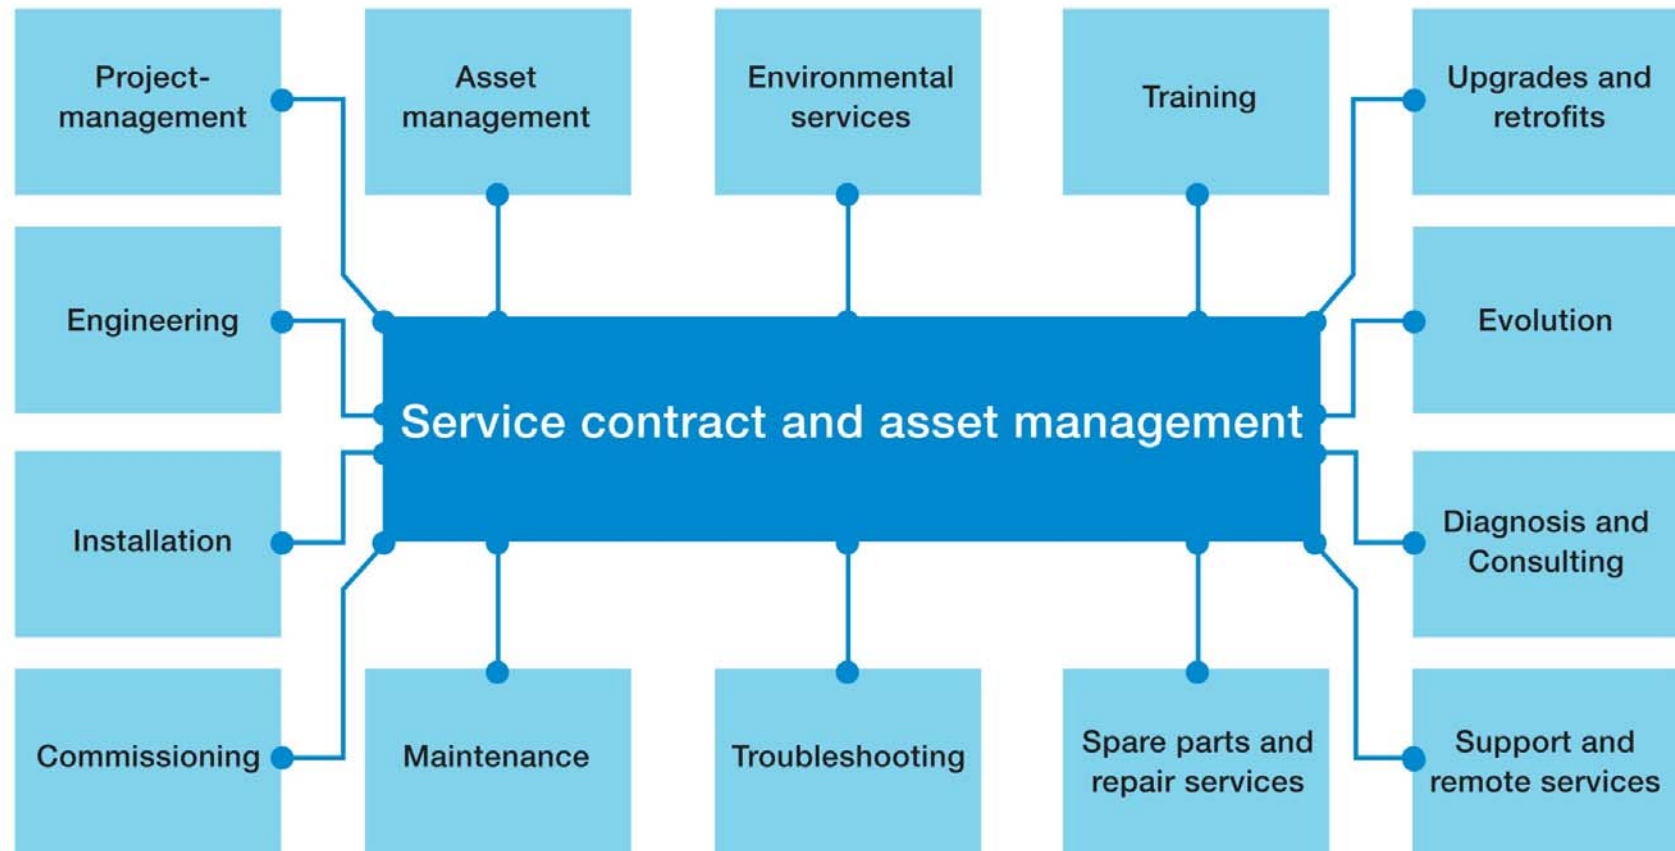 Project-
management
Asset
management
Environmental
services
Training
Upgrades and
retrofits
Engineering
Evolution
Service contract and asset management
Installation
Diagnosis and
Consulting
Commissioning
Maintenance
Troubleshooting
Spare parts and
repair services
Support and
remote services